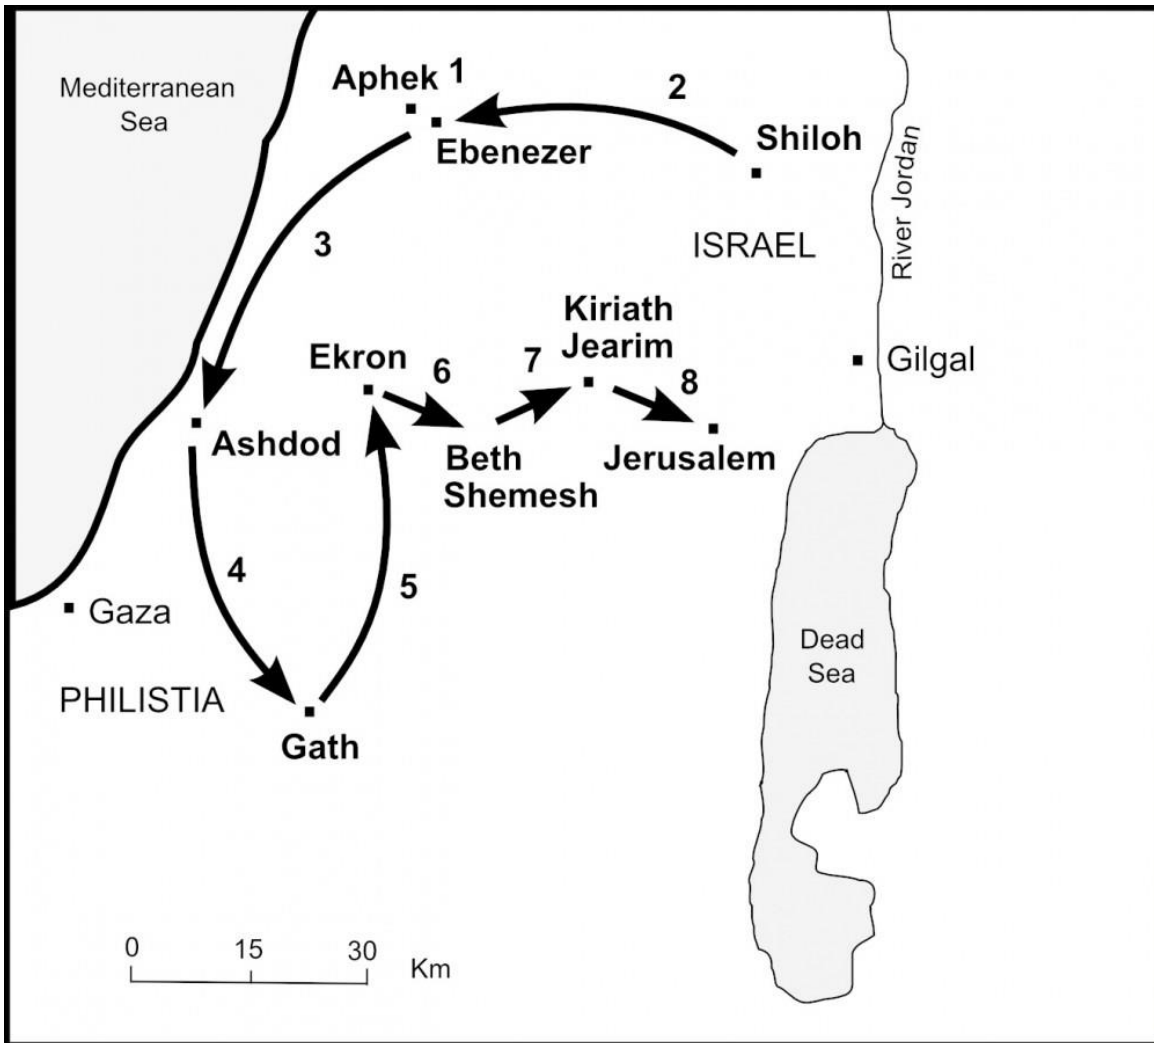 Mediterranean
Sea
Aphek
1
2
Ebenezer
Shiloh
River Jordan
3
ISRAEL
Kiriath
Jearim
Ekron
6
7
8
Gilgal
Ashdod
Beth
Shemesh
Jerusalem
4
5
Gaza
Dead
Sea
PHILISTIA
Gath
0 15 30
Km